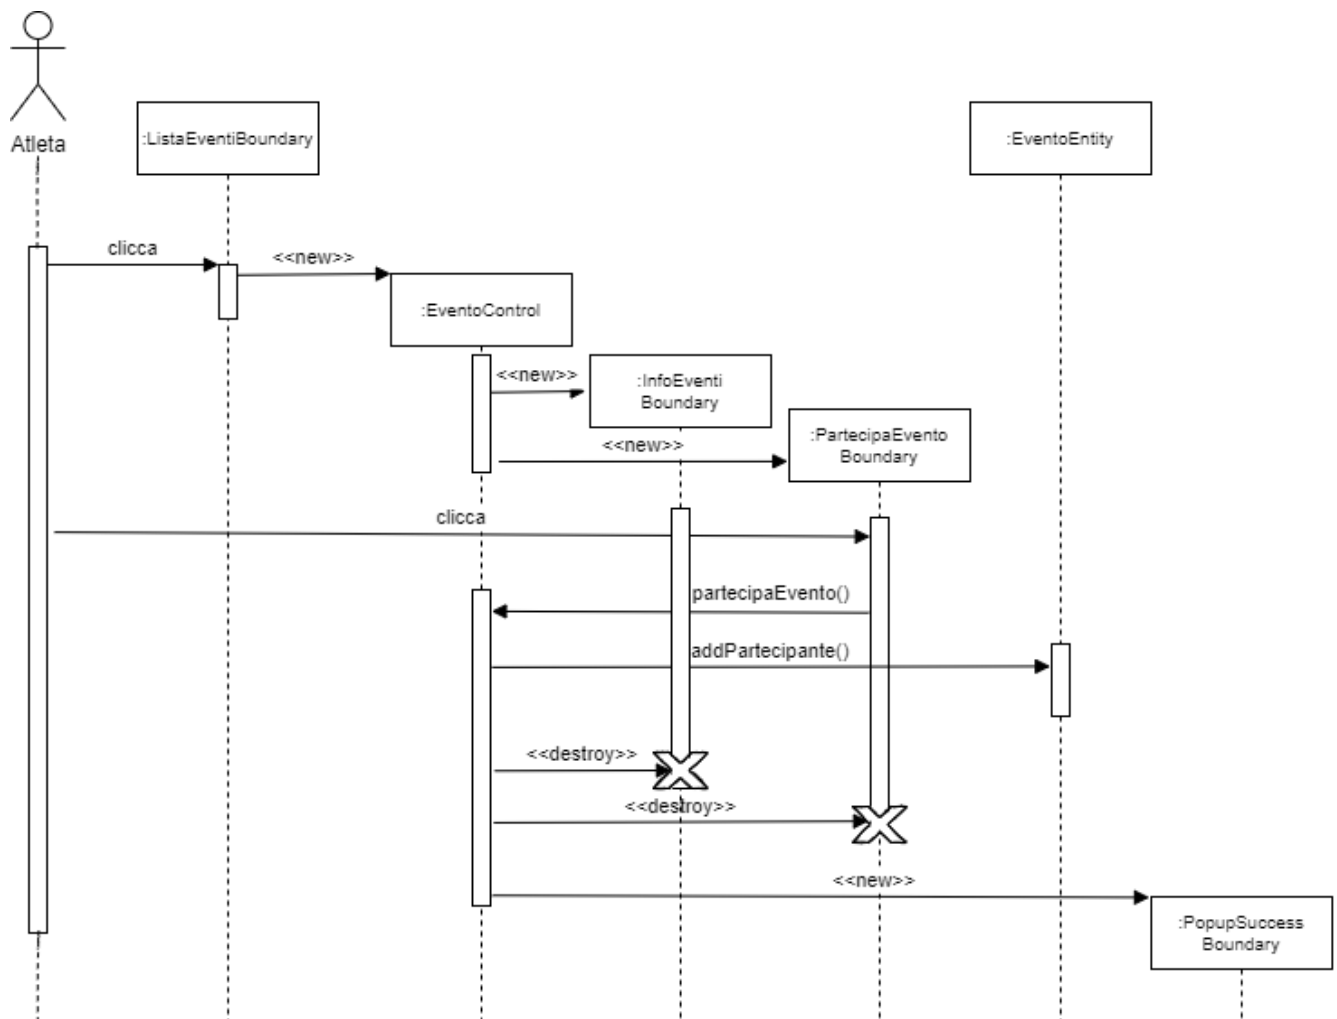 Atleta
:ListaEventiBoundary
:EventoEntity
clicca
<<new>>
:EventoControl
<<new>>
:InfoEventi
Boundary
<<new>>
:PartecipaEvento
Boundary
clicca
partecipaEvento()
addPartecipante()
<<destroy>>
<<destroy>>
<<new>>
:PopupSuccess
Boundary